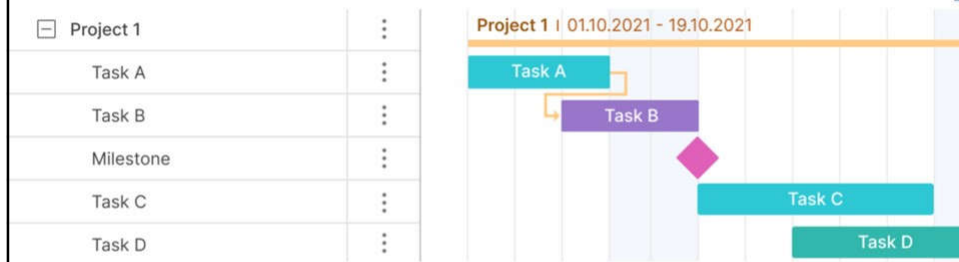 Project 1
Project 1 | 01.10.2021 - 19.10.2021
Task A
Task A
Task B
Task B
Milestone
Task C
Task C
Task D
Task D